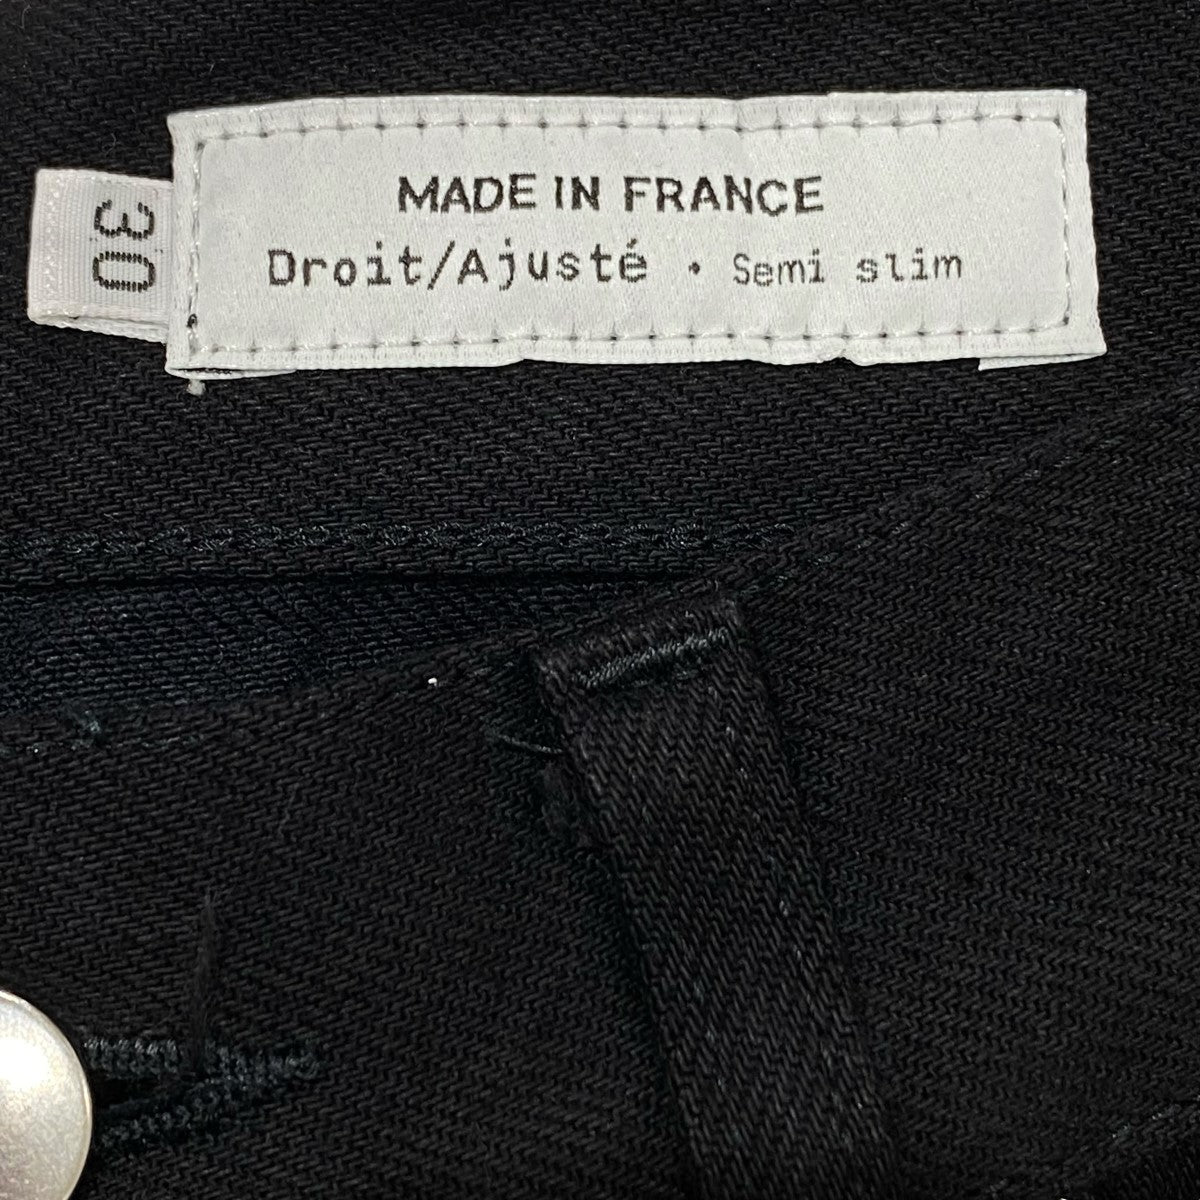 MADE IN FRANCE
Droit/Ajusté • Semi slim
30